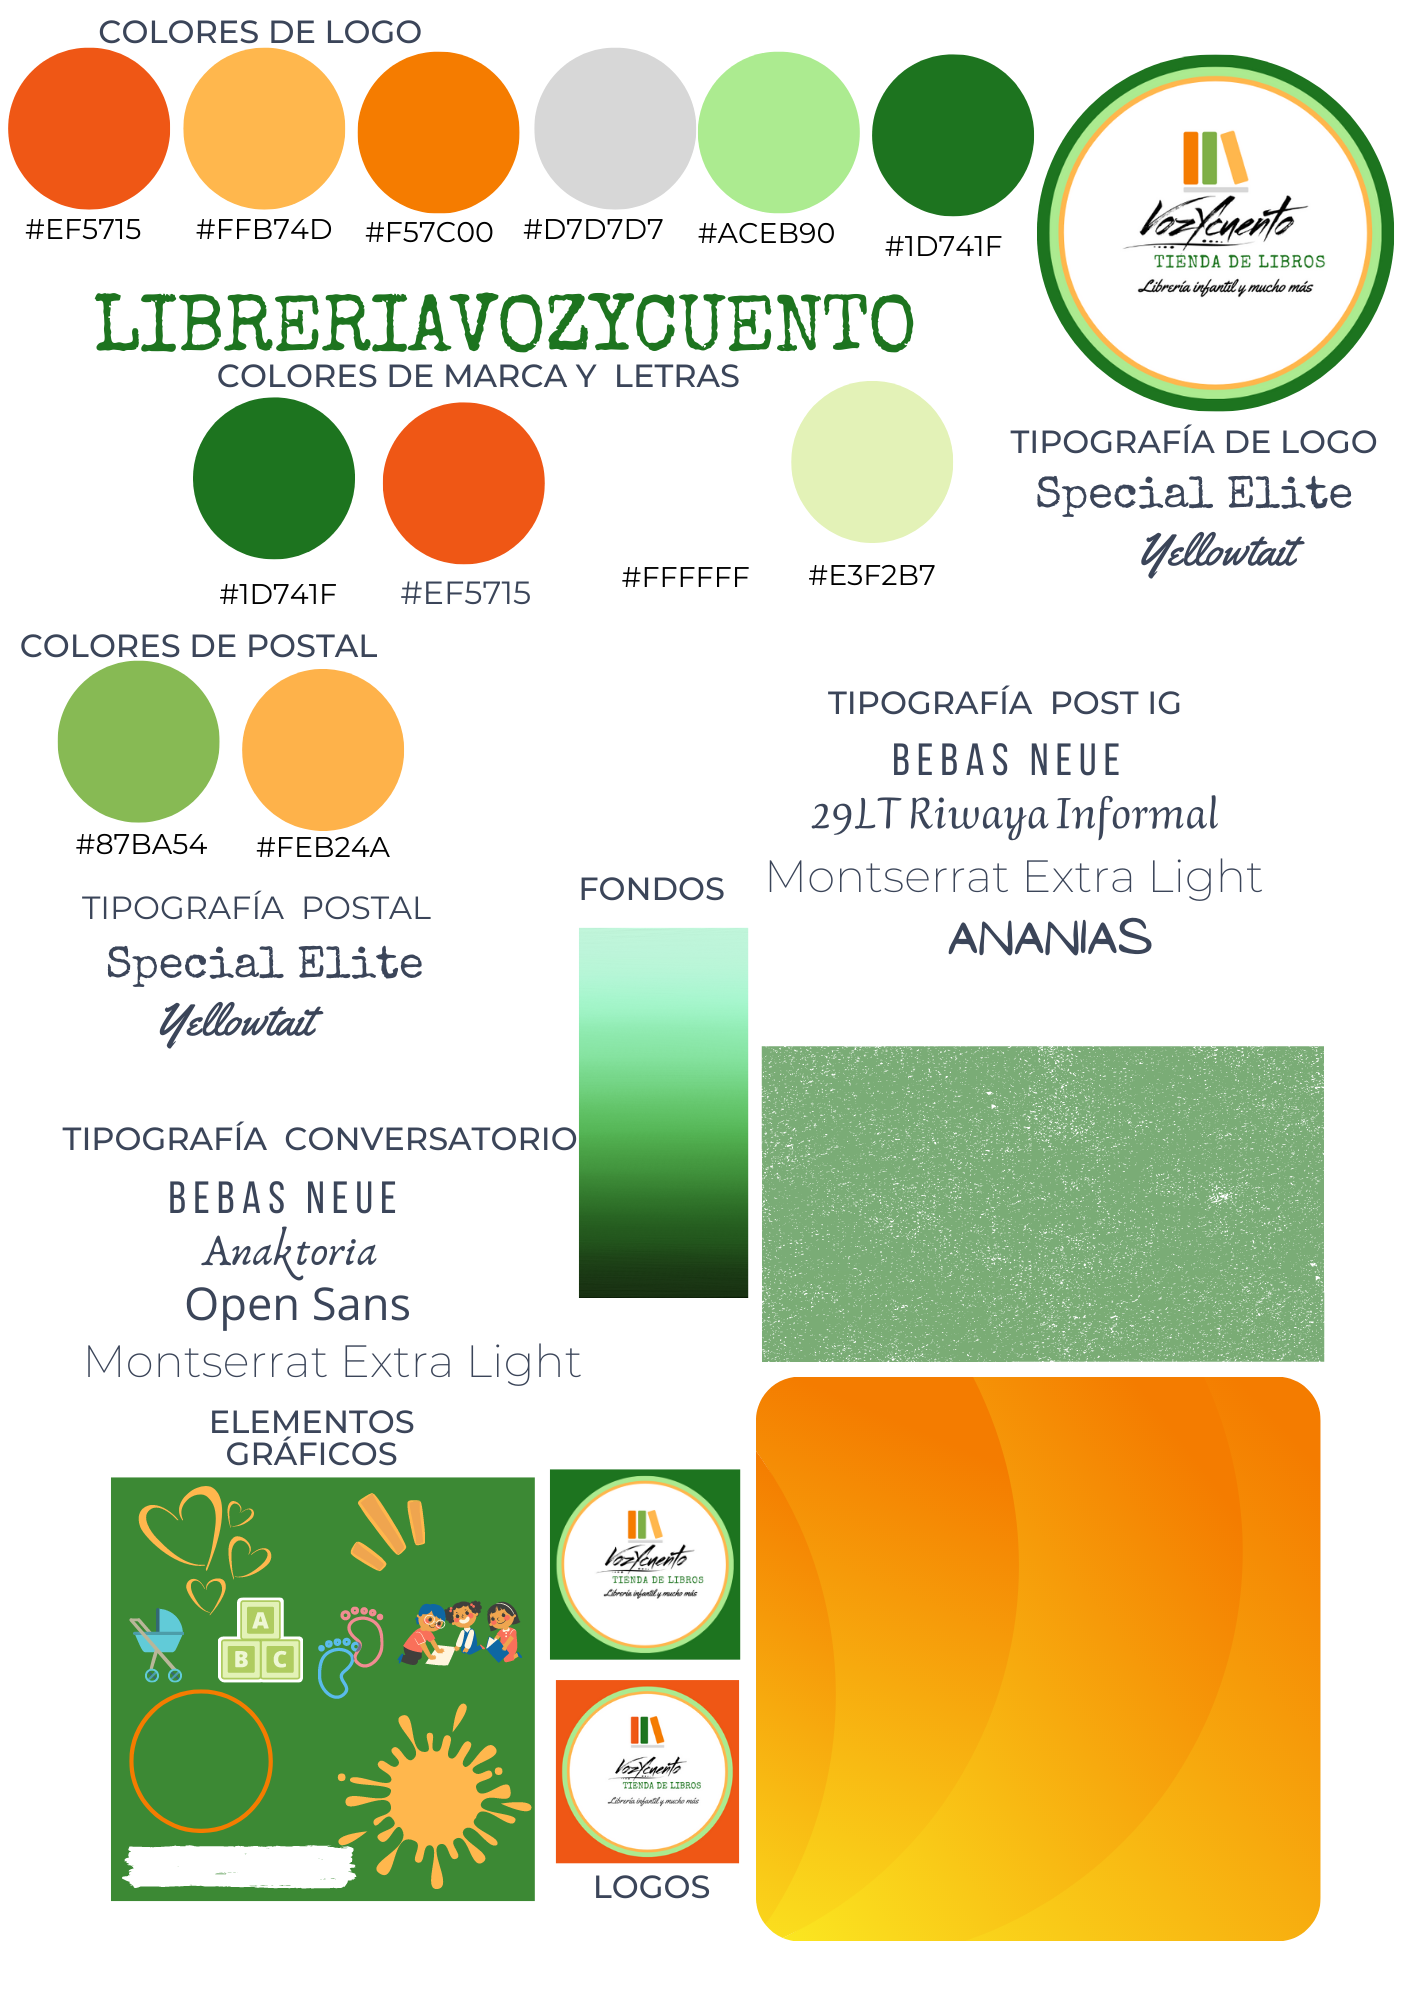 COLORES DE LOGO
#EF5715
#FFB74D
#F57C00
#D7D7D7
#ACEB90
#1D741F
VozYcuento
TIENDA DE LIBROS
Librería infantil y mucho más
LIBRERIAVOZYCUENTO
COLORES DE MARCA Y LETRAS
#1D741F
#EF5715
#FFFFFF
#E3F2B7
TIPOGRAFÍA DE LOGO
Special Elite
Yellowtait
COLORES DE POSTAL
#87BA54
#FEB24A
TIPOGRAFÍA POSTAL
Special Elite
Yellowtait
TIPOGRAFÍA POST IG
BEBAS NEUE
29LT Riwaya Informal
Montserrat Extra Light
ANANIAS
FONDOS
TIPOGRAFÍA CONVERSATORIO
BEBAS NEUE
Anaktoria
Open Sans
Montserrat Extra Light
ELEMENTOS
GRÁFICOS
A
B C
VozYcuento
TIENDA DE LIBROS
Librería infantil y mucho más
VozYcuento
TIENDA DE LIBROS
Librería infantil y mucho más
LOGOS